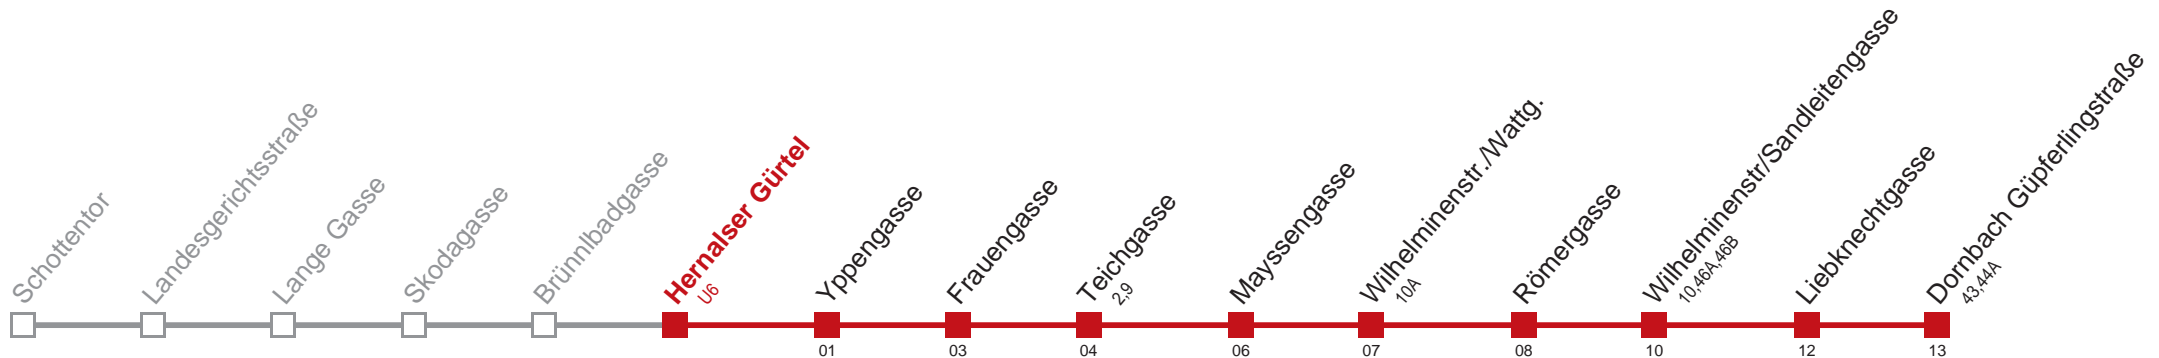 Schottentor
Landesgerichtsstraße
Lange Gasse
Skodagasse
Brünnlbadgasse
Hernalser Gürtel
U6
Yppengasse
Frauengasse
Teichgasse
2,9
Mayssengasse
Wilhelminenstr./Wattg.
10A
Römergasse
Wilhelminenstr/Sandleitengasse
10,46A,46B
Liebknechtgasse
Dornbach Güpferlingstraße
43,44A
01 03 04 06 07 08 10 12 13